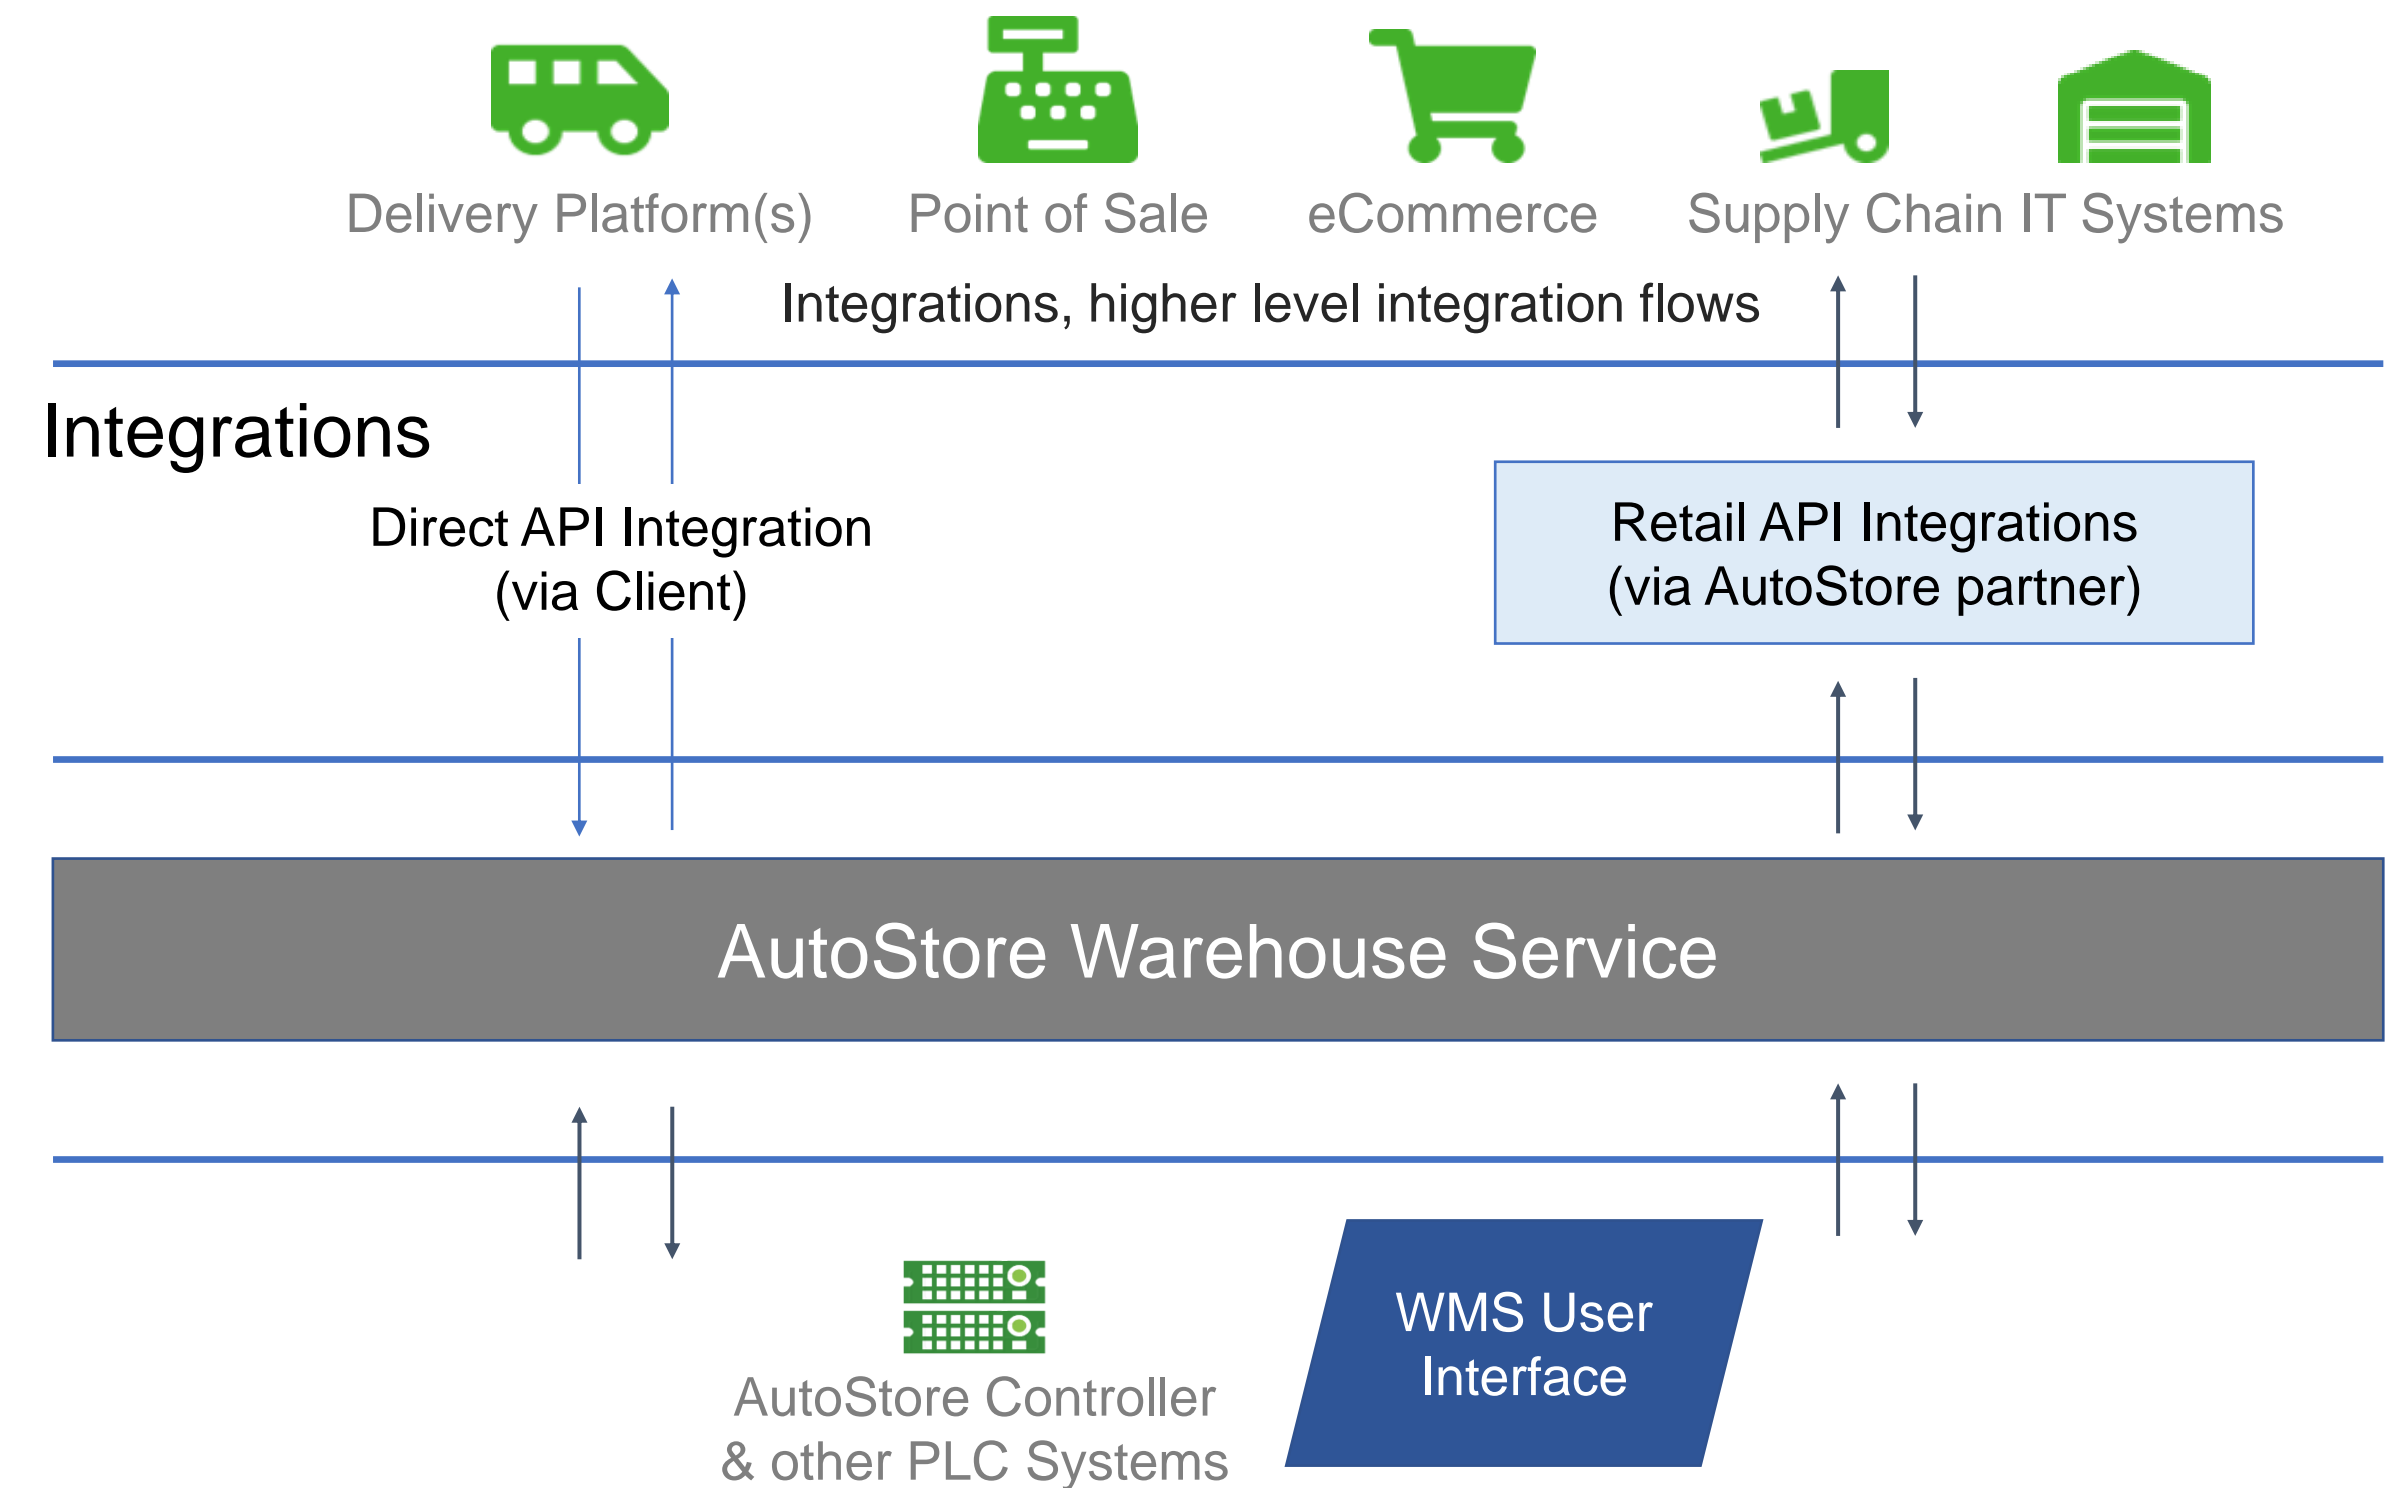 Delivery Platform(s)
Point of Sale
eCommerce
Supply Chain IT Systems
Integrations, higher level integration flows
Integrations
Direct API Integration
(via Client)
Retail API Integrations
(via AutoStore partner)
AutoStore Warehouse Service
AutoStore Controller
& other PLC Systems
WMS User
Interface